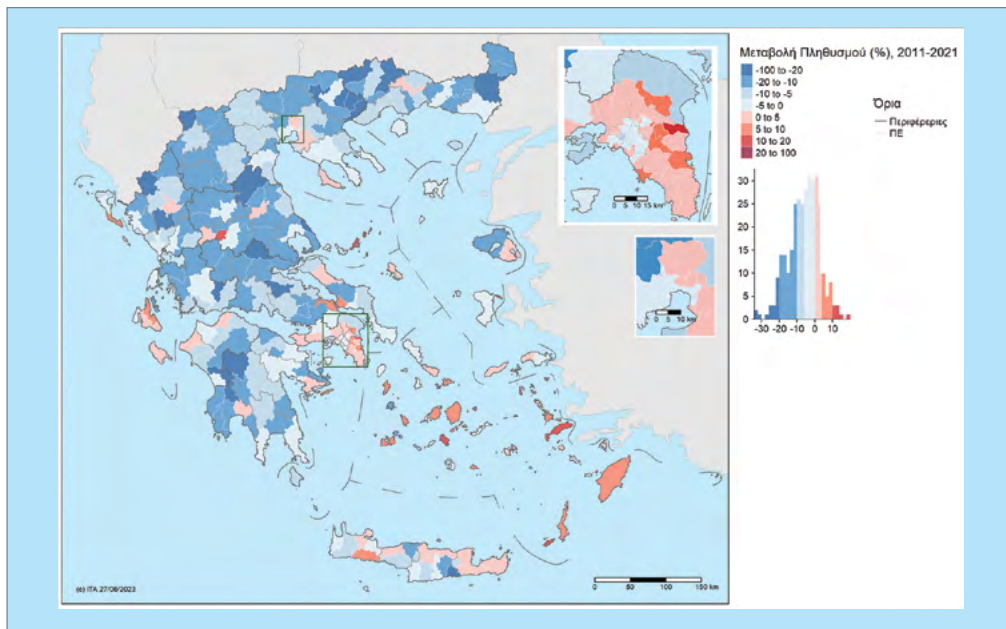 Μεταβολή Πληθυσμού (%), 2011-2021
-100 to -20
-20 to -10
-10 to -5
-5 to 0
0 to 5
5 to 10
10 to 20
20 to 100
Όρια
Περιφέρειες
ΠΕ
30
25
20
15
10
5
0
-30 -20 -10 0 10
0 5 10 15 km
0 5 10 km
0 50 100 150 km
(c) ITA 27/08/2023